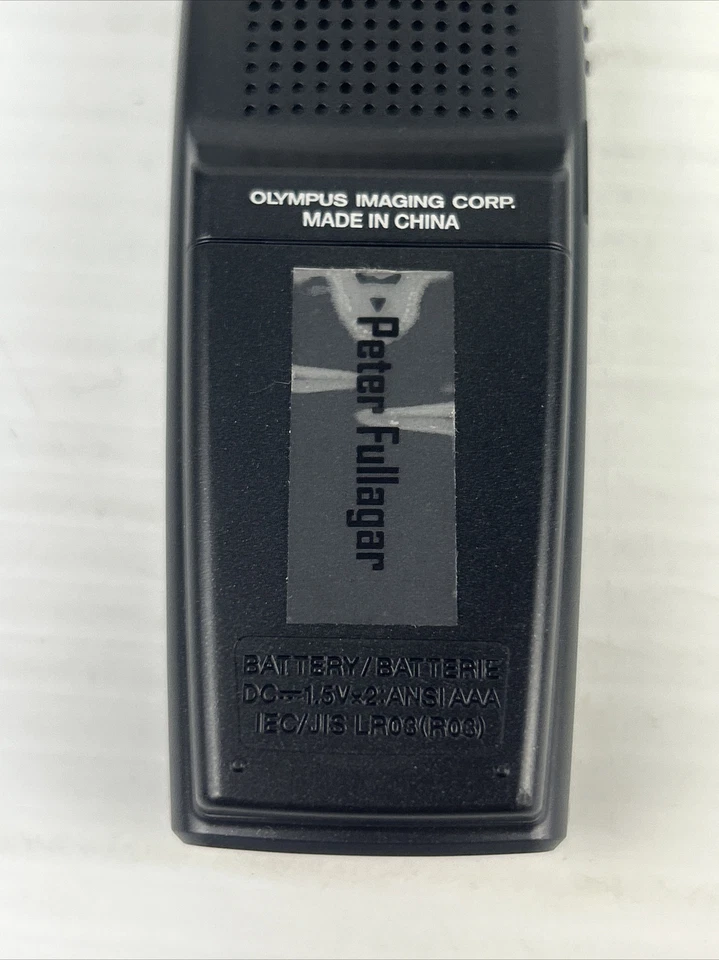 OLYMPUS IMAGING CORP.
MADE IN CHINA
Peter Fullagar
BATTERY/BATTERIE
DC⎓1.5V×2:ANSI AAA
IEC/JIS LR03(R03)